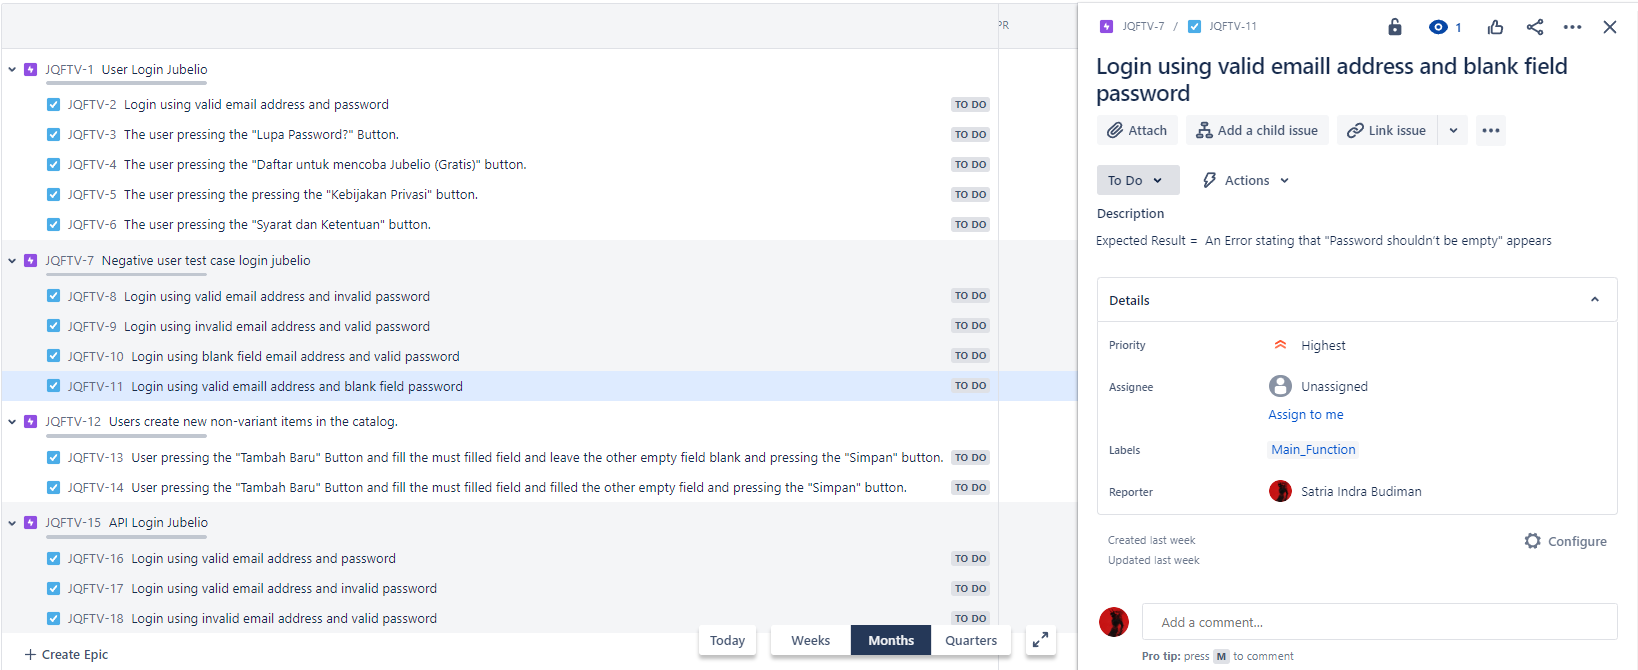 PR
JQFTV-1 User Login Jubelio
JQFTV-2 Login using valid email address and password TO DO
JQFTV-3 The user pressing the "Lupa Password?" Button. TO DO
JQFTV-4 The user pressing the "Daftar untuk mencoba Jubelio (Gratis)" button. TO DO
JQFTV-5 The user pressing the pressing the "Kebijakan Privasi" button. TO DO
JQFTV-6 The user pressing the "Syarat dan Ketentuan" button. TO DO
JQFTV-7 Negative user test case login jubelio
JQFTV-8 Login using valid email address and invalid password TO DO
JQFTV-9 Login using invalid email address and valid password TO DO
JQFTV-10 Login using blank field email address and valid password TO DO
JQFTV-11 Login using valid emaill address and blank field password TO DO
JQFTV-12 Users create new non-variant items in the catalog.
JQFTV-13 User pressing the "Tambah Baru" Button and fill the must filled field and leave the other empty field blank and pressing the "Simpan" button. TO DO
JQFTV-14 User pressing the "Tambah Baru" Button and fill the must filled field and filled the other empty field and pressing the "Simpan" button. TO DO
JQFTV-15 API Login Jubelio
JQFTV-16 Login using valid email address and password TO DO
JQFTV-17 Login using valid email address and invalid password TO DO
JQFTV-18 Login using invalid email address and valid password TO DO
Today Weeks Months Quarters
+ Create Epic
JQFTV-7 / JQFTV-11 1
Login using valid emaill address and blank field
password
Attach Add a child issue Link issue
To Do Actions
Description
Expected Result = An Error stating that "Password shouldn't be empty" appears
Details
Priority Highest
Assignee Unassigned
Assign to me
Labels Main_Function
Reporter Satria Indra Budiman
Created last week
Updated last week
Configure
Add a comment...
Pro tip: press M to comment